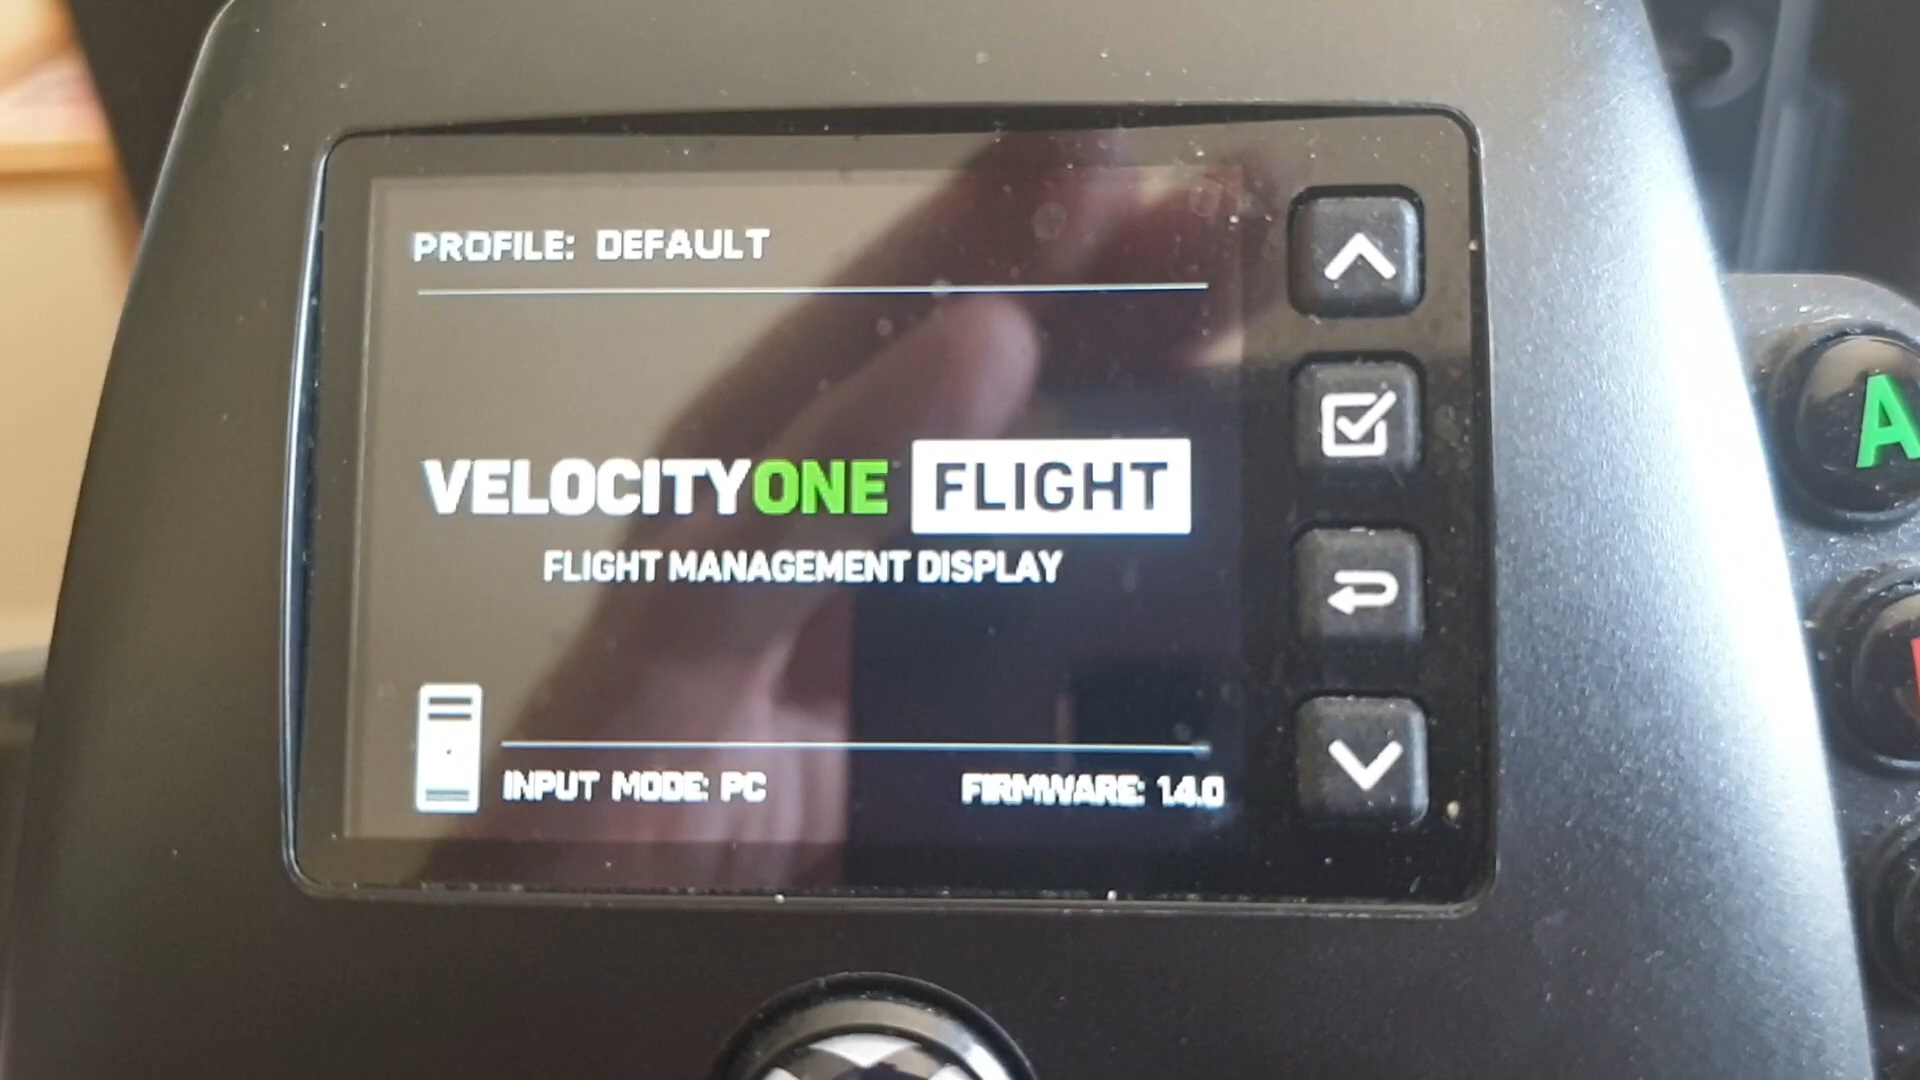 PROFILE: DEFAULT
VELOCITYONE FLIGHT
FLIGHT MANAGEMENT DISPLAY
INPUT MODE: PC
FIRMWARE: 1.4.0
A